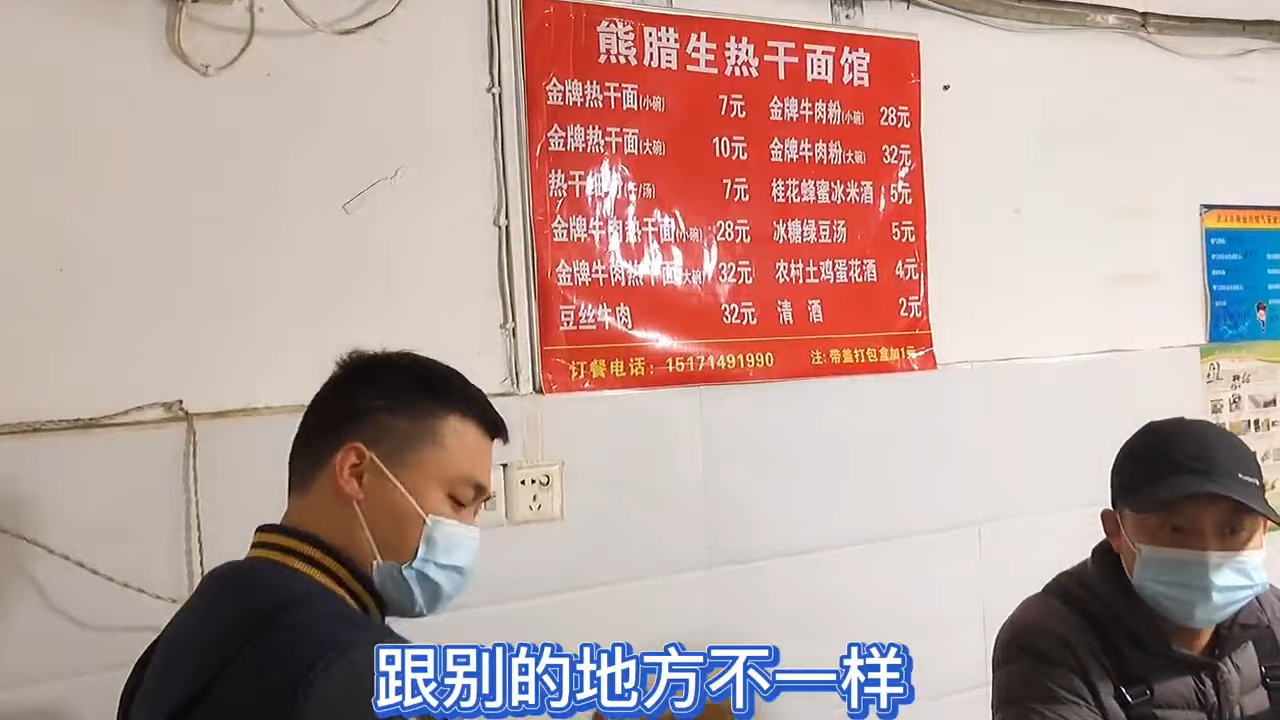 熊腊生热干面馆
金牌热干面(小碗) 7元
金牌热干面(大碗) 10元
热干细粉(干/汤) 7元
金牌牛肉热干面(小碗) 28元
金牌牛肉热干面(大碗) 32元
豆丝牛肉 32元
金牌牛肉粉(小碗) 28元
金牌牛肉粉(大碗) 32元
桂花蜂蜜冰米酒 5元
冰糖绿豆汤 5元
农村土鸡蛋花酒 4元
清酒 2元
订餐电话：15171491990
注:带盖打包盒加1元
跟别的地方不一样